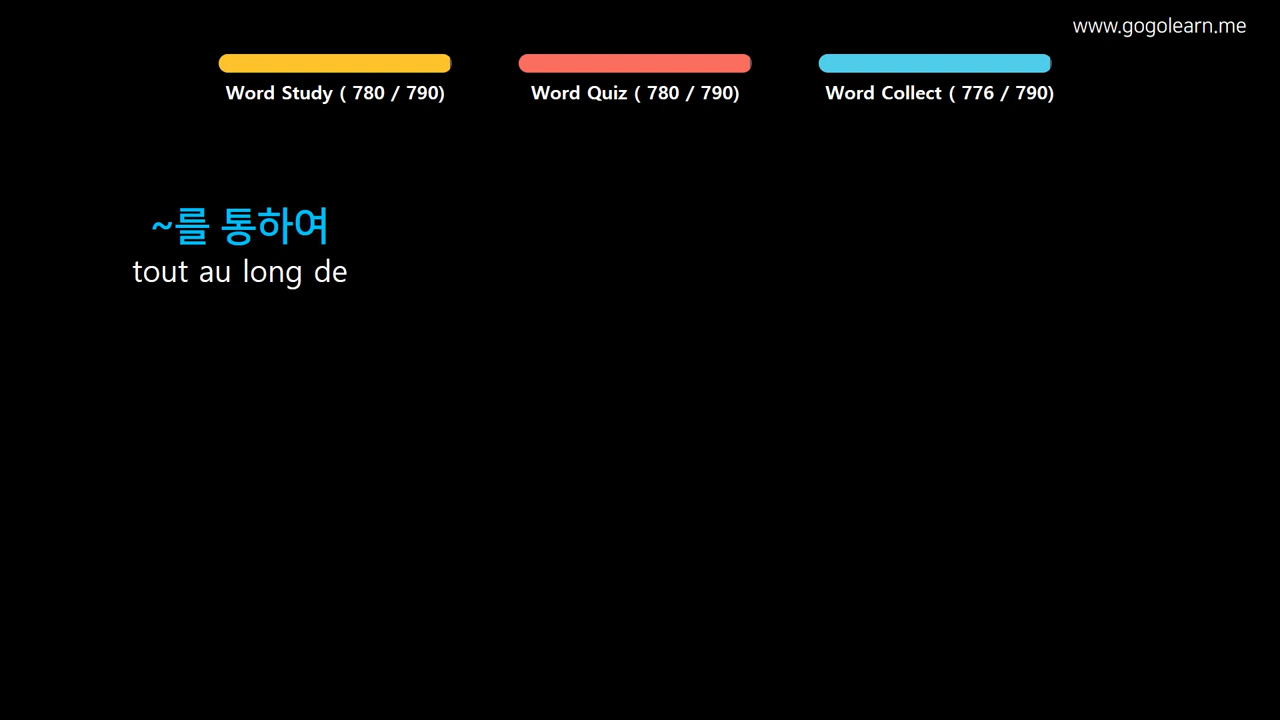 www.gogolearn.me
Word Study ( 780 / 790)
Word Quiz ( 780 / 790)
Word Collect ( 776 / 790)
~를 통하여
tout au long de